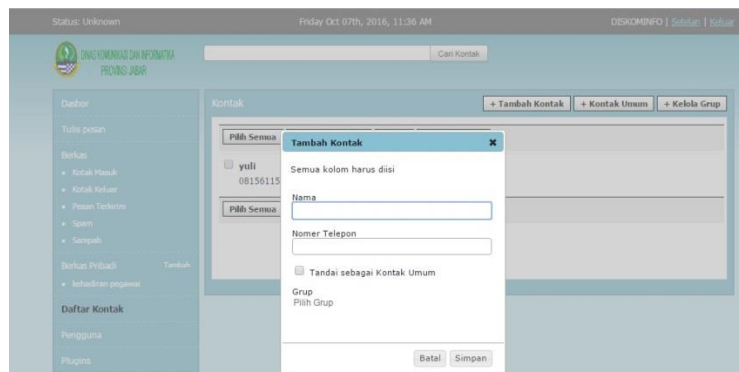 Status: Unknown
Friday Oct 07th, 2016, 11:36 AM
DISKOMINFO | Setelan | Keluar
DINAS KOMUNIKASI DAN INFORMATIKA
PROVINSI JABAR
Cari Kontak
Dasbor
Tulis pesan
Berkas
Kotak Masuk
Kotak Keluar
Pesan Terkirim
Spam
Sampah
Berkas Pribadi Tambah
kehadiran pegawai
Daftar Kontak
Pengguna
Plugins
Kontak
+ Tambah Kontak
+ Kontak Umum
+ Kelola Grup
Pilih Semua
yuli
08156115
Pilih Semua
Tambah Kontak
Semua kolom harus diisi
Nama
Nomer Telepon
Tandai sebagai Kontak Umum
Grup
Pilih Grup
Batal
Simpan